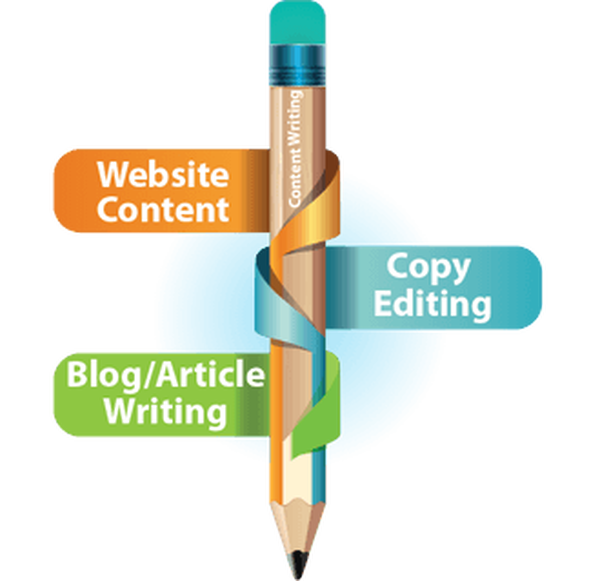 Content Writing
Website
Content
Copy
Editing
Blog/Article
Writing